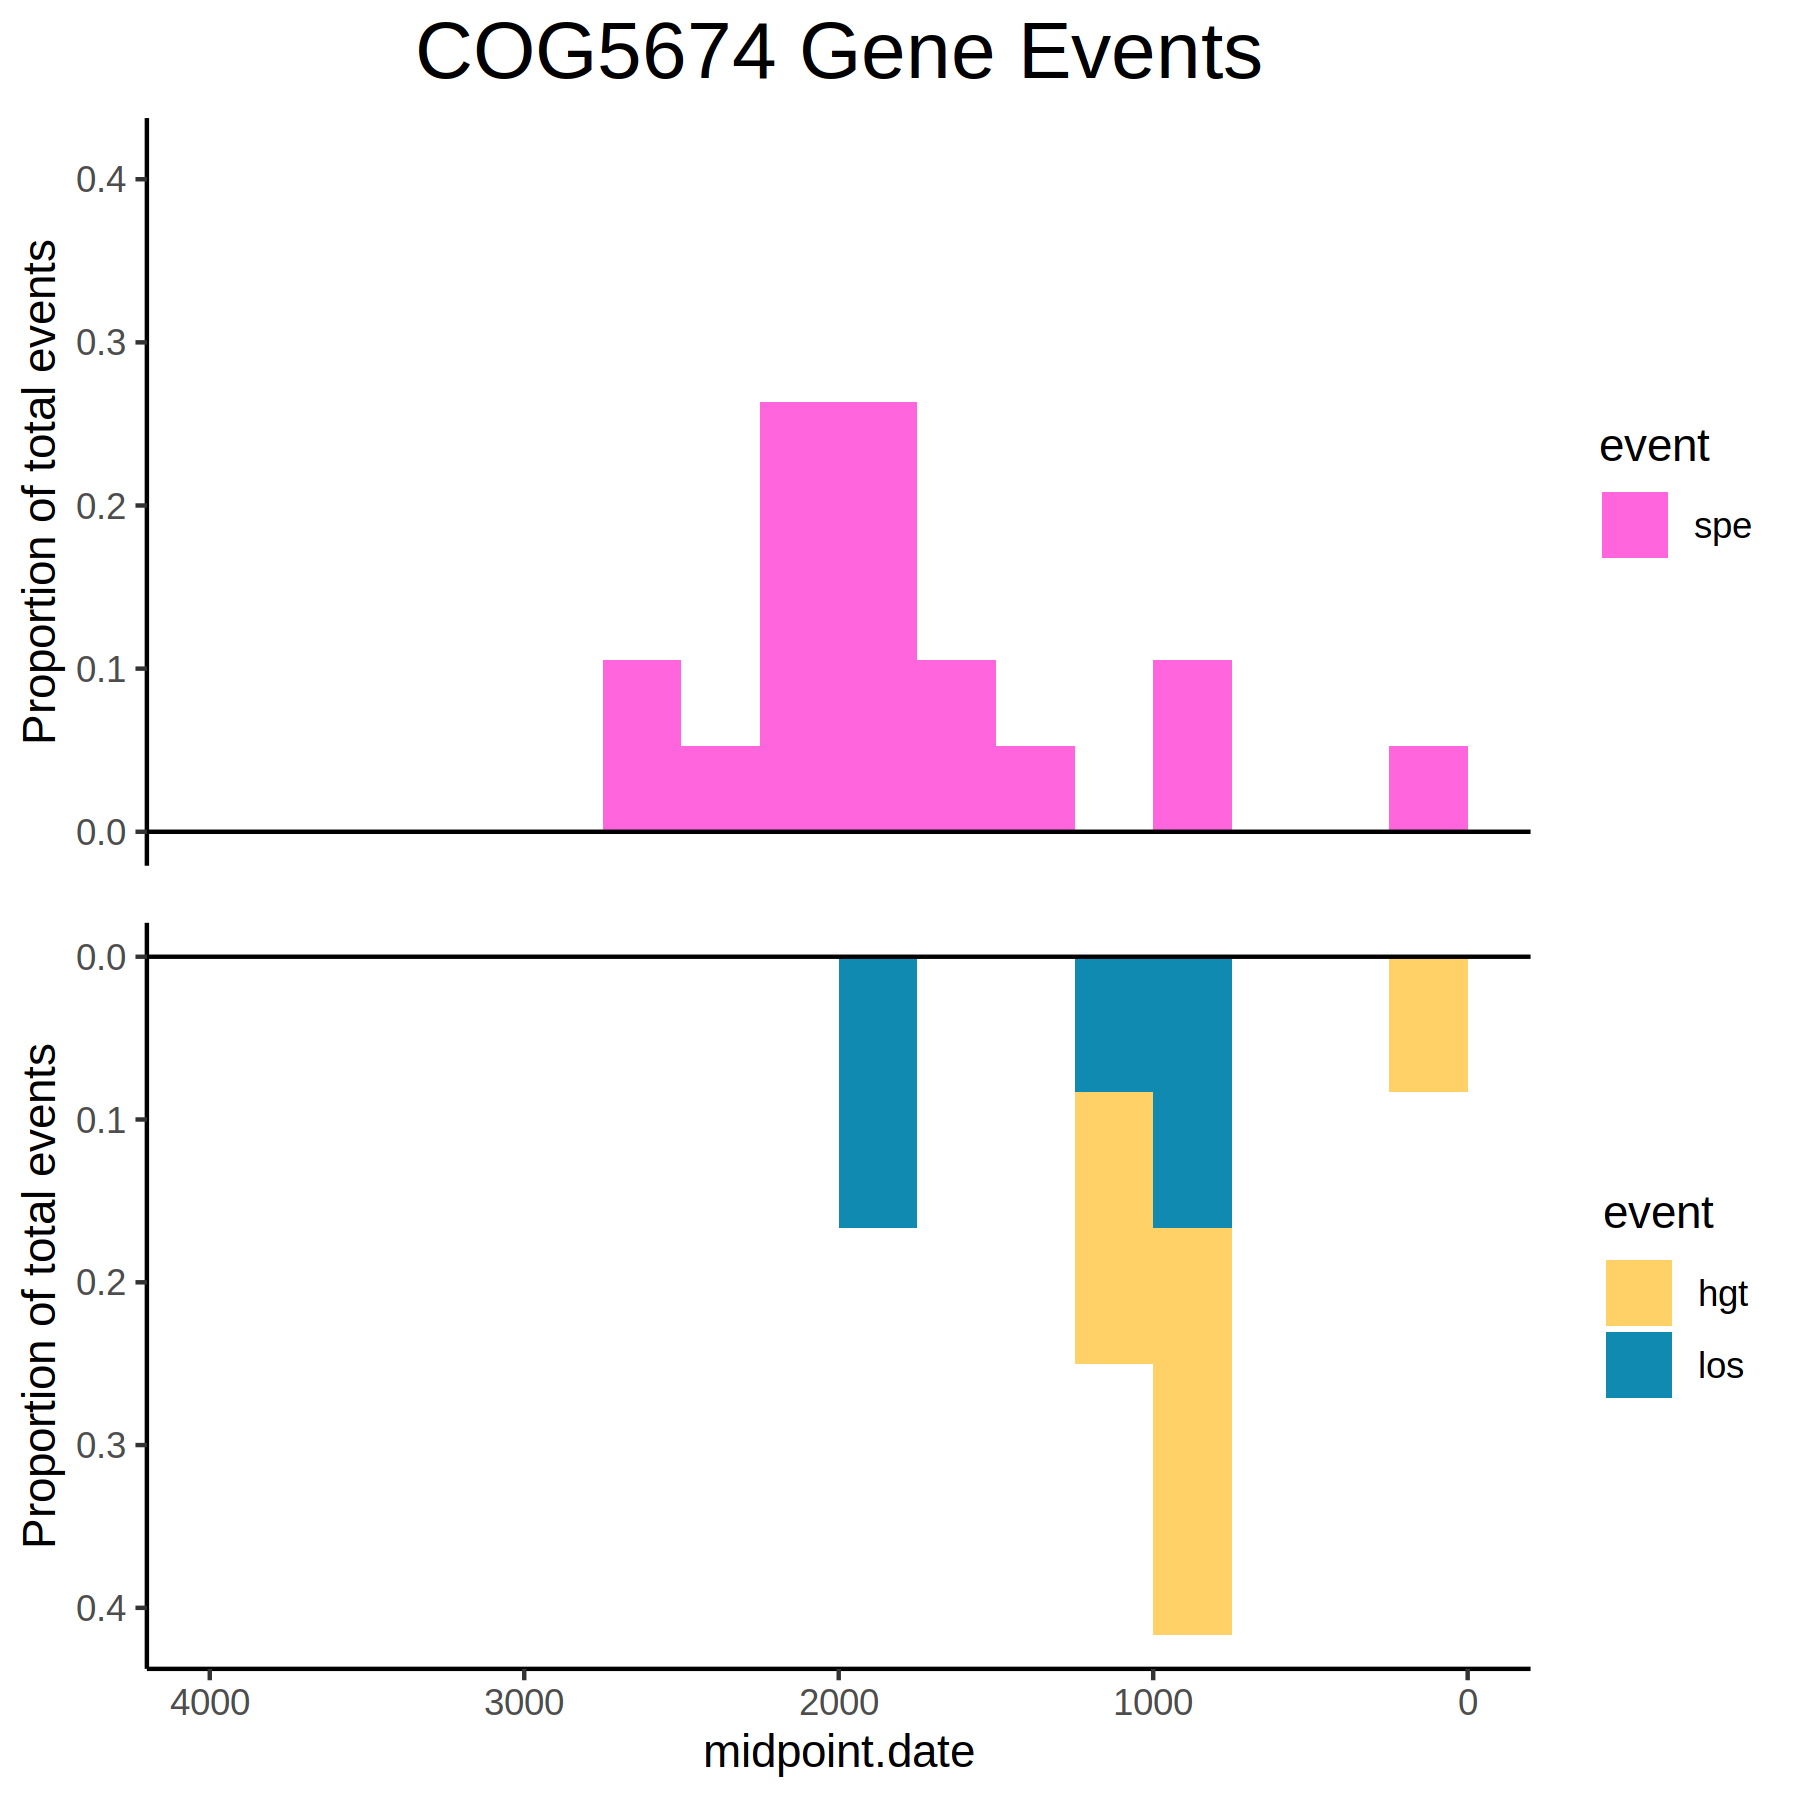 COG5674 Gene Events
Proportion of total events
0.4
0.3
0.2
0.1
0.0
event
spe
Proportion of total events
0.0
0.1
0.2
0.3
0.4
event
hgt
los
4000 3000 2000 1000 0
midpoint.date